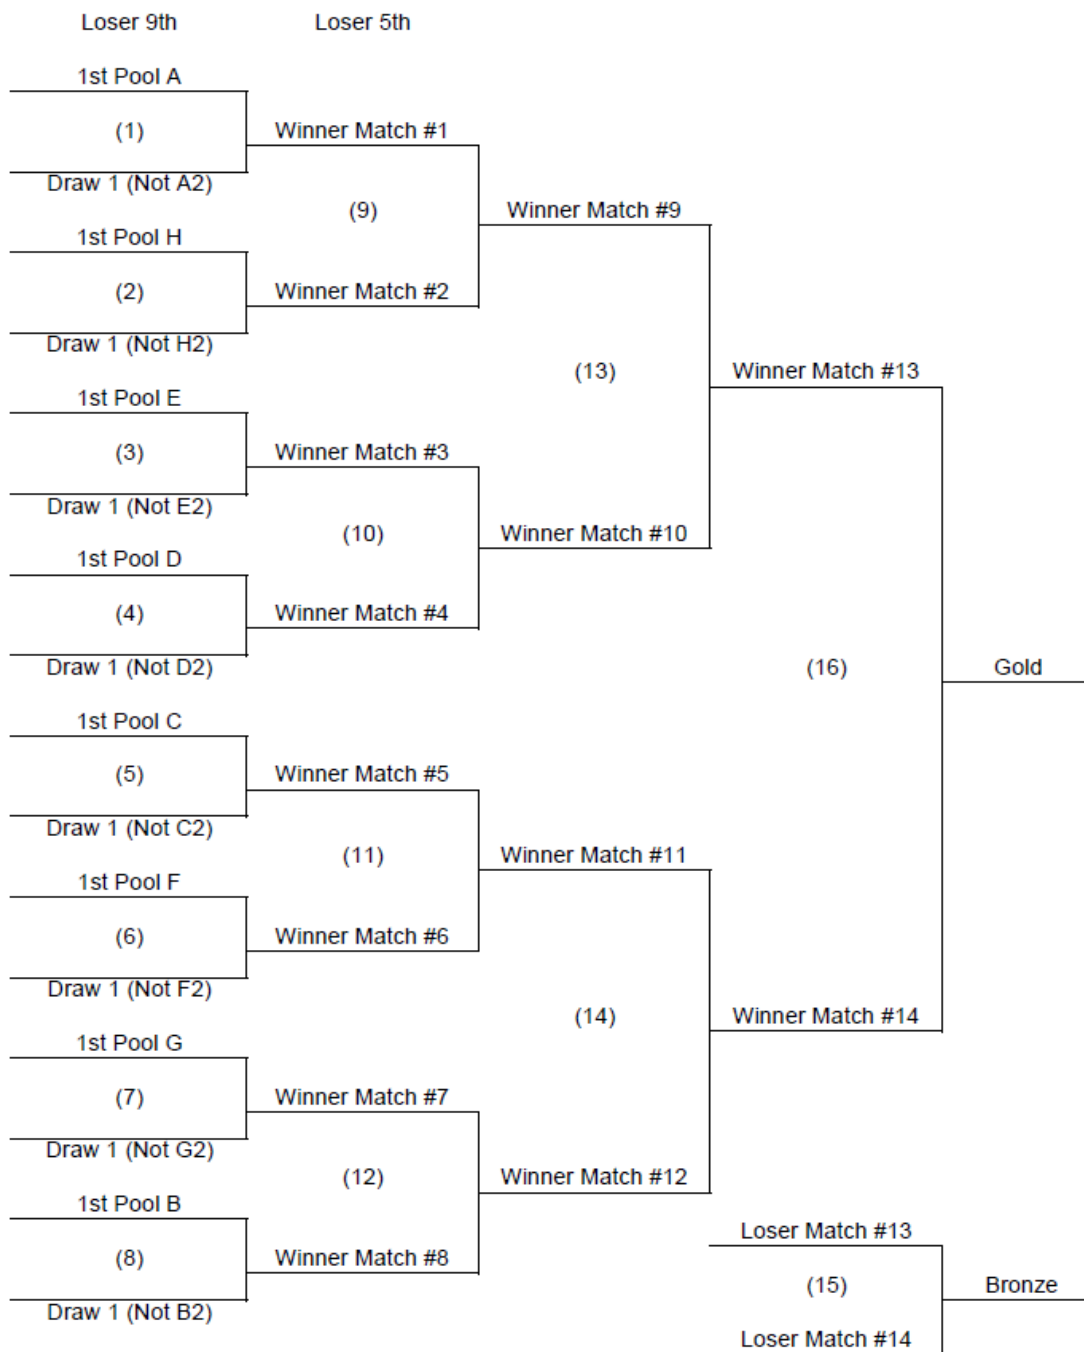 Loser 9th
Loser 5th
1st Pool A
(1)
Winner Match #1
Draw 1 (Not A2)
(9)
Winner Match #9
1st Pool H
(2)
Winner Match #2
Draw 1 (Not H2)
(13)
Winner Match #13
1st Pool E
(3)
Winner Match #3
Draw 1 (Not E2)
(10)
Winner Match #10
1st Pool D
(4)
Winner Match #4
Draw 1 (Not D2)
(16)
Gold
1st Pool C
(5)
Winner Match #5
Draw 1 (Not C2)
(11)
Winner Match #11
1st Pool F
(6)
Winner Match #6
Draw 1 (Not F2)
(14)
Winner Match #14
1st Pool G
(7)
Winner Match #7
Draw 1 (Not G2)
(12)
Winner Match #12
1st Pool B
(8)
Winner Match #8
Draw 1 (Not B2)
Loser Match #13
(15)
Bronze
Loser Match #14